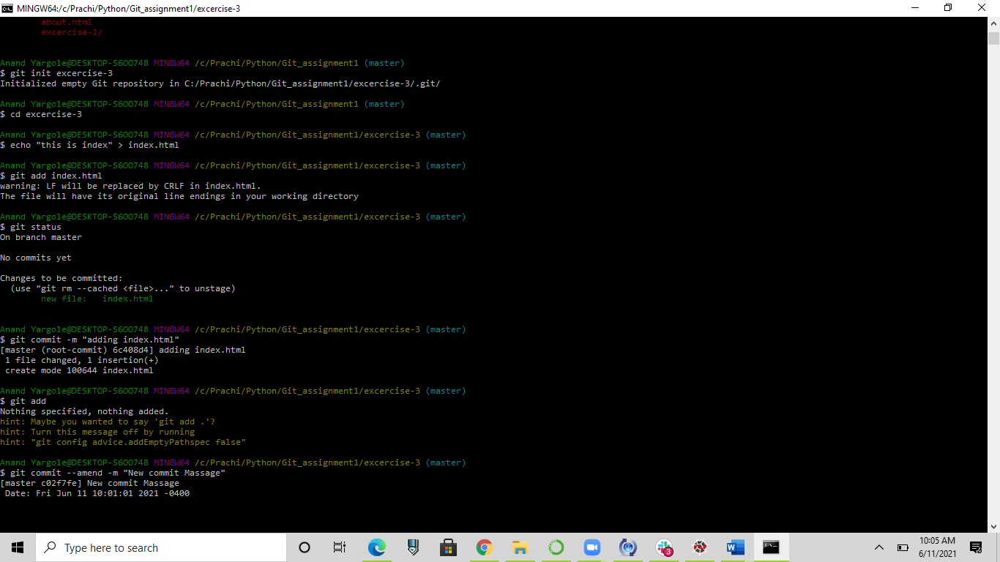 MINGW64:/c/Prachi/Python/Git_assignment1/excercise-3
about.html
excercise-2/
Anand Yargole@DESKTOP-S6OO748 MINGW64 /c/Prachi/Python/Git_assignment1 (master)
$ git init excercise-3
Initialized empty Git repository in C:/Prachi/Python/Git_assignment1/excercise-3/.git/
Anand Yargole@DESKTOP-S6OO748 MINGW64 /c/Prachi/Python/Git_assignment1 (master)
$ cd excercise-3
Anand Yargole@DESKTOP-S6OO748 MINGW64 /c/Prachi/Python/Git_assignment1/excercise-3 (master)
$ echo "this is index" > index.html
Anand Yargole@DESKTOP-S6OO748 MINGW64 /c/Prachi/Python/Git_assignment1/excercise-3 (master)
$ git add index.html
warning: LF will be replaced by CRLF in index.html.
The file will have its original line endings in your working directory
Anand Yargole@DESKTOP-S6OO748 MINGW64 /c/Prachi/Python/Git_assignment1/excercise-3 (master)
$ git status
On branch master
No commits yet
Changes to be committed:
(use "git rm --cached <file>..." to unstage)
new file:   index.html
Anand Yargole@DESKTOP-S6OO748 MINGW64 /c/Prachi/Python/Git_assignment1/excercise-3 (master)
$ git commit -m "adding index.html"
[master (root-commit) 6c408d4] adding index.html
1 file changed, 1 insertion(+)
create mode 100644 index.html
Anand Yargole@DESKTOP-S6OO748 MINGW64 /c/Prachi/Python/Git_assignment1/excercise-3 (master)
$ git add
Nothing specified, nothing added.
hint: Maybe you wanted to say 'git add .'?
hint: Turn this message off by running
hint: "git config advice.addEmptyPathspec false"
Anand Yargole@DESKTOP-S6OO748 MINGW64 /c/Prachi/Python/Git_assignment1/excercise-3 (master)
$ git commit --amend -m "New commit Massage"
[master c02f7fe] New commit Massage
Date: Fri Jun 11 10:01:01 2021 -0400
Type here to search
3
10:05 AM
6/11/2021